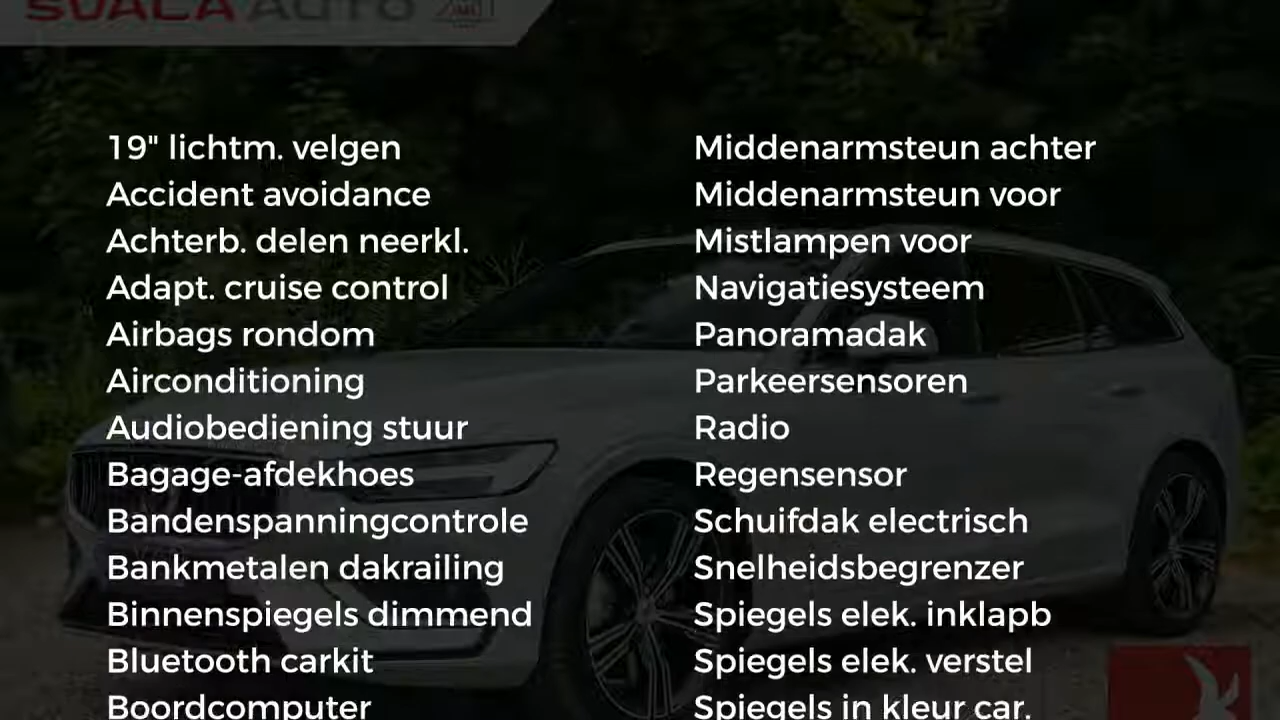 SUACA AUTO
19" lichtm. velgen
Accident avoidance
Achterb. delen neerkl.
Adapt. cruise control
Airbags rondom
Airconditioning
Audiobediening stuur
Bagage-afdekhoes
Bandenspanningcontrole
Bankmetalen dakrailing
Binnenspiegels dimmend
Bluetooth carkit
Boordcomputer
Middenarmsteun achter
Middenarmsteun voor
Mistlampen voor
Navigatiesysteem
Panoramadak
Parkeersensoren
Radio
Regensensor
Schuifdak electrisch
Snelheidsbegrenzer
Spiegels elek. inklapb
Spiegels elek. verstel
Spiegels in kleur car.